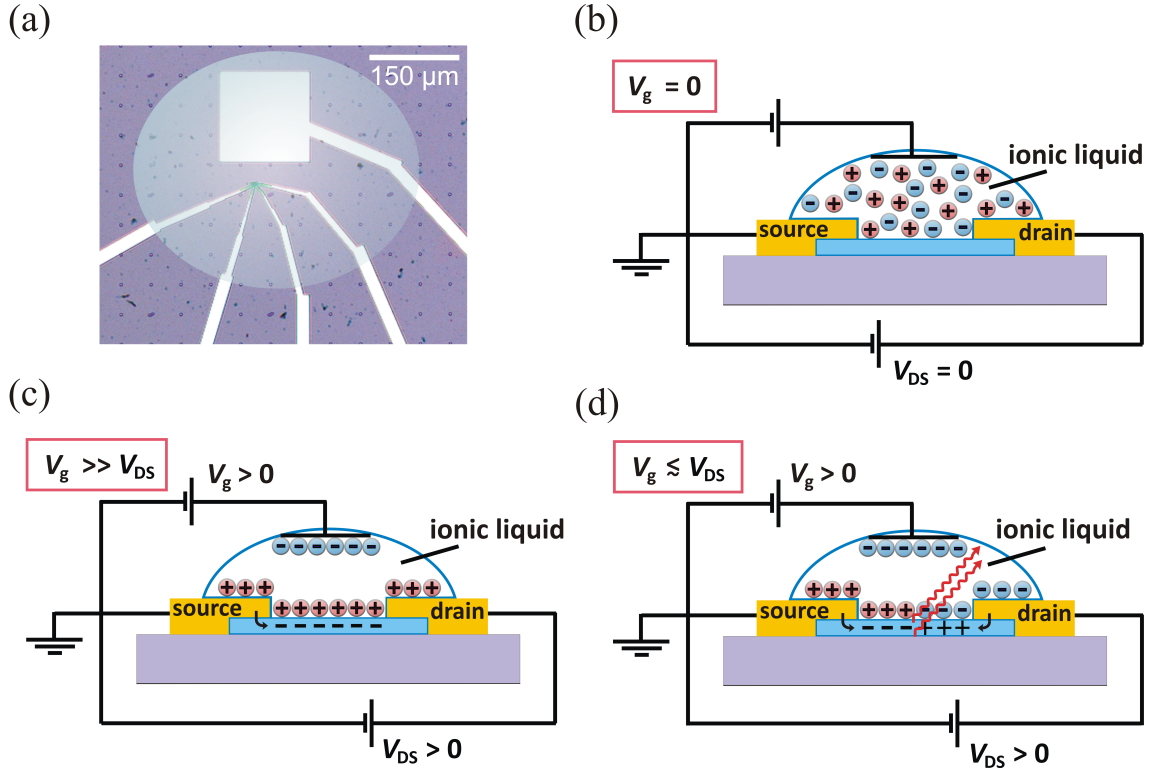 (a)
150 μm
(b)
Vg = 0
ionic liquid
source
drain
VDS = 0
(c)
Vg >> VDS
Vg > 0
ionic liquid
source
drain
VDS > 0
(d)
Vg ≲ VDS
Vg > 0
ionic liquid
source
drain
VDS > 0